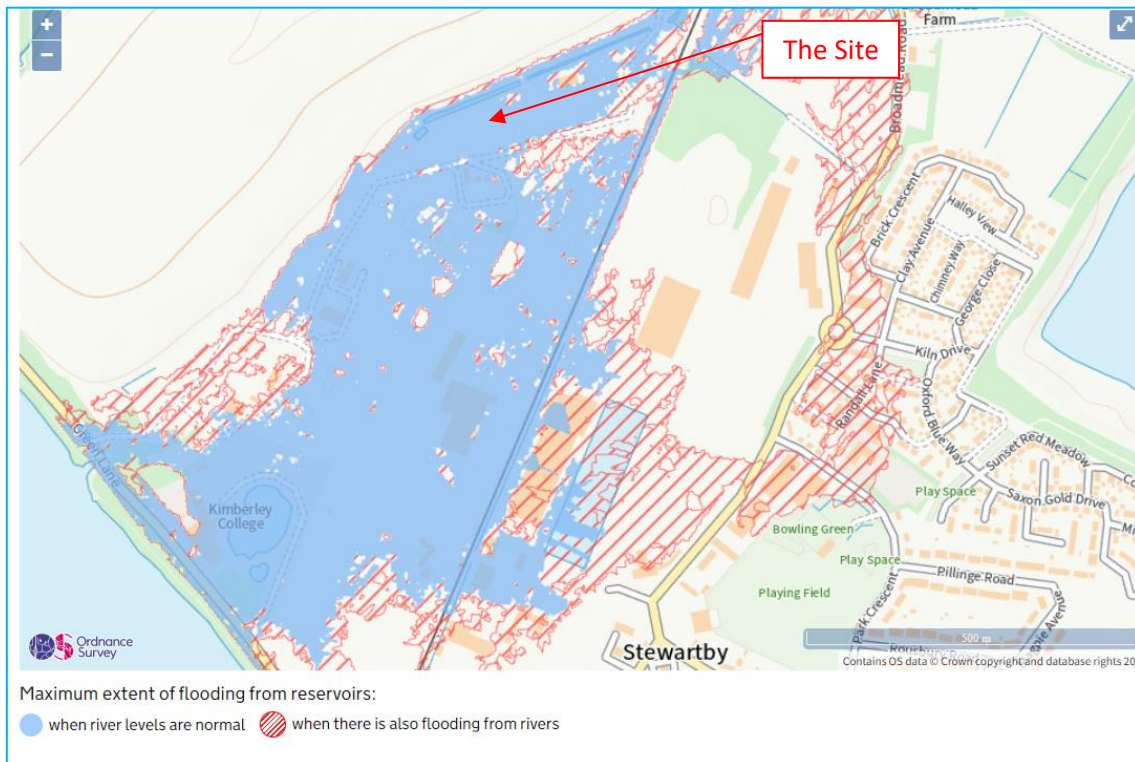 +
−
Farm
The Site
Broadmead Road
Brick Crescent
Halley View
Clay Avenue
Chimney Way
George Close
Kiln Drive
Randall Lane
Oxford Blue Way
Green Lane
Sunset Red Meadow
Saxon Gold Drive
Kimberley
College
Play Space
Bowling Green
Play Space
Pillinge Road
Playing Field
Park Crescent
Ordnance
Survey
Stewartby
500 m
Contains OS data © Crown copyright and database rights 20
Maximum extent of flooding from reservoirs:
when river levels are normal when there is also flooding from rivers